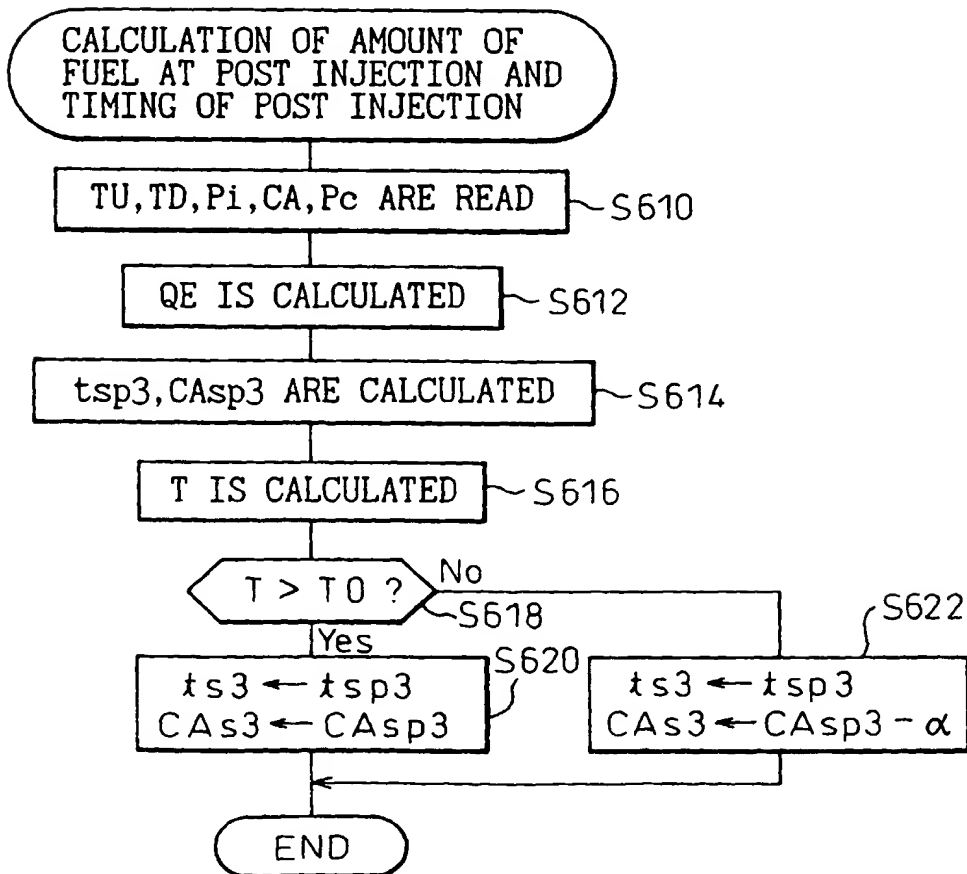 CALCULATION OF AMOUNT OF
FUEL AT POST INJECTION AND
TIMING OF POST INJECTION
TU,TD,Pi,CA,Pc ARE READ
S610
QE IS CALCULATED
S612
tsp3,CAsp3 ARE CALCULATED
S614
T IS CALCULATED
S616
T > T0 ?
No
S618
Yes
S620
S622
ts3 ← tsp3
CAs3 ← CAsp3
ts3 ← tsp3
CAs3 ← CAsp3 - α
END